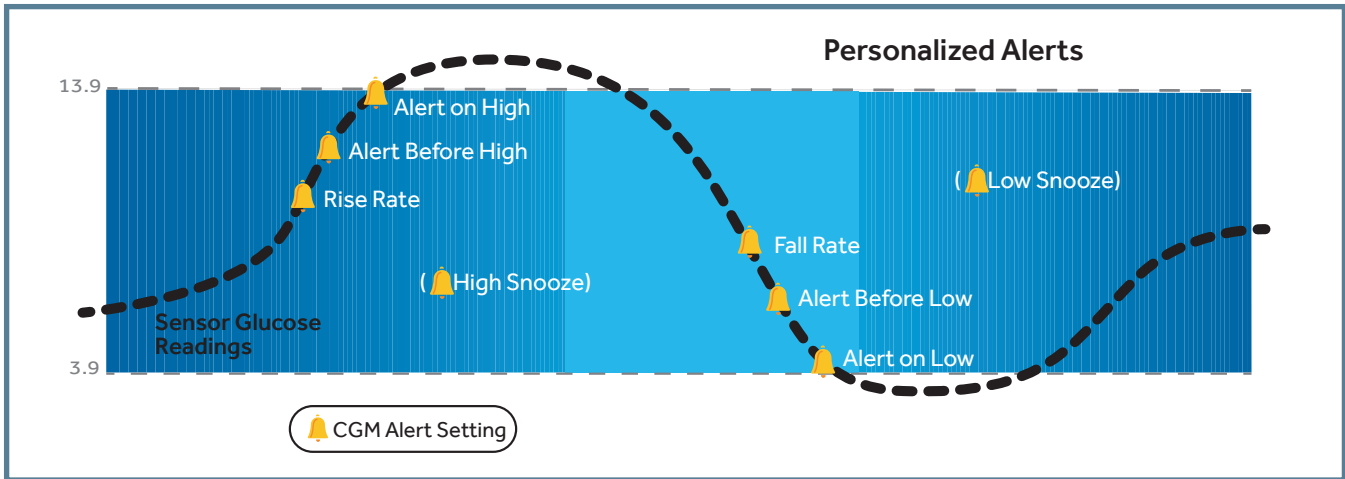 Personalized Alerts
13.9
Alert on High
Alert Before High
Rise Rate
(Low Snooze)
Fall Rate
(High Snooze)
Alert Before Low
Sensor Glucose
Readings
Alert on Low
3.9
CGM Alert Setting